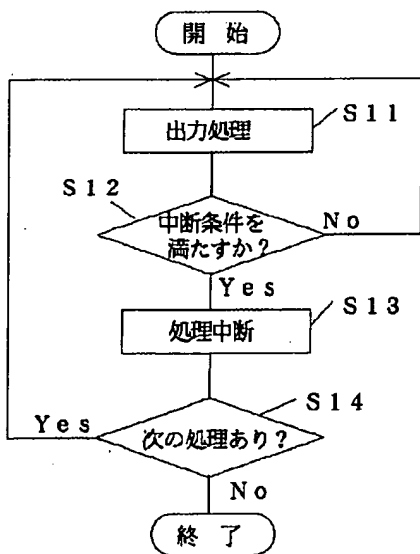 開 始
出力処理
S11
S12
中断条件を
満たすか？
No
Yes
処理中断
S13
S14
Yes
次の処理あり？
No
終 了